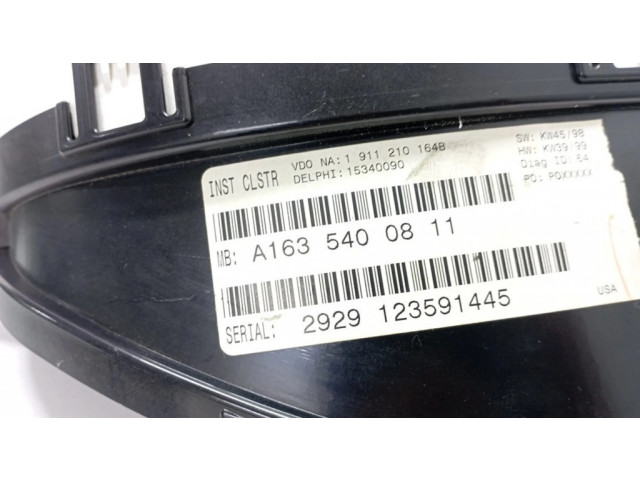 INST CLSTR VDO NA: 1 911 210 164B
DELPHI: 15340090
SW: KW45/98
HW: KW39/99
Diag ID: 64
PD: POXXXXX
MB: A163 540 08 11
SERIAL: 2929 123591445
USA